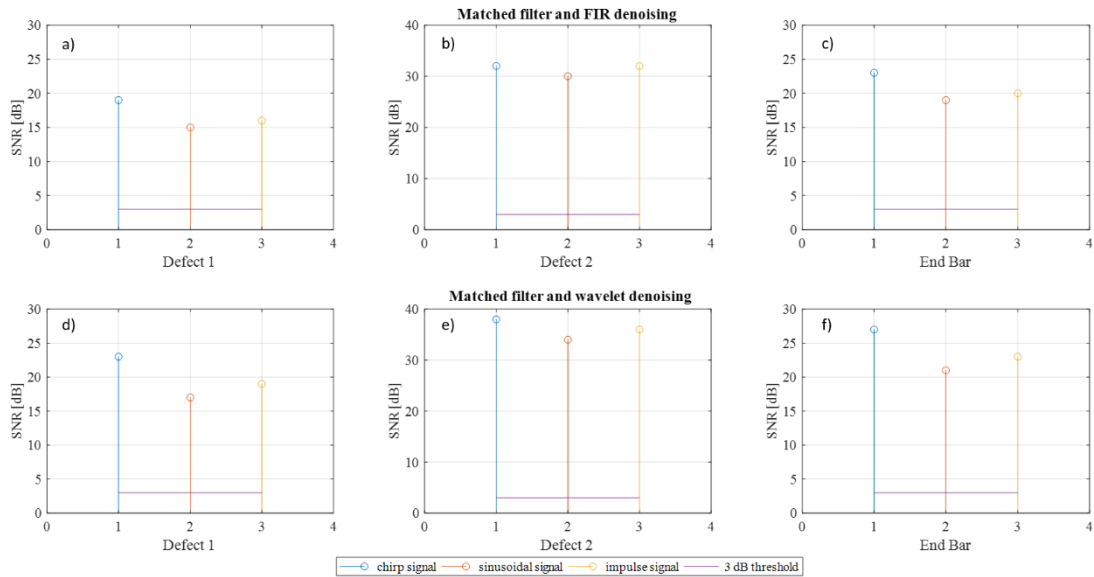 Matched filter and FIR denoising
a)
SNR [dB]
30
25
20
15
10
5
0
0 1 2 3 4
Defect 1
b)
SNR [dB]
40
30
20
10
0
0 1 2 3 4
Defect 2
c)
SNR [dB]
30
25
20
15
10
5
0
0 1 2 3 4
End Bar
Matched filter and wavelet denoising
d)
SNR [dB]
30
25
20
15
10
5
0
0 1 2 3 4
Defect 1
e)
SNR [dB]
40
30
20
10
0
0 1 2 3 4
Defect 2
f)
SNR [dB]
30
25
20
15
10
5
0
0 1 2 3 4
End Bar
chirp signal sinusoidal signal impulse signal 3 dB threshold